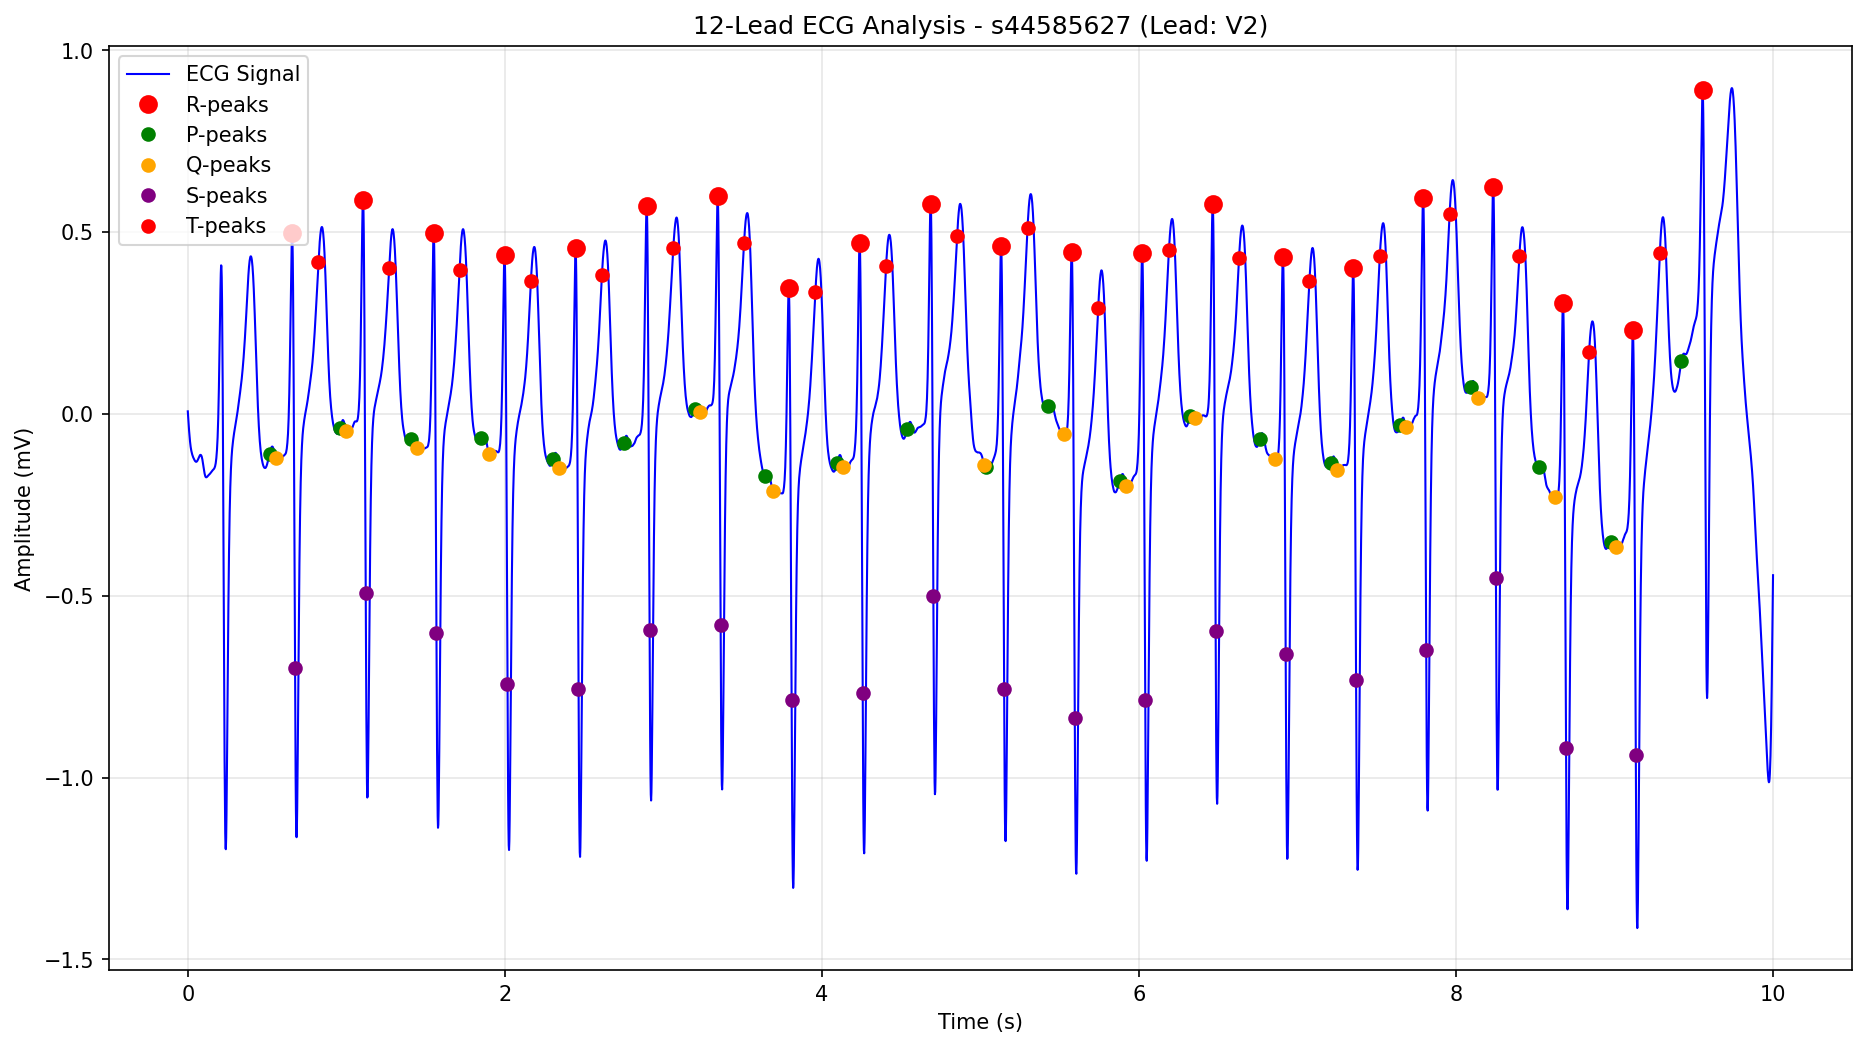 12-Lead ECG Analysis - s44585627 (Lead: V2)
ECG Signal
R-peaks
P-peaks
Q-peaks
S-peaks
T-peaks
1.0
0.5
0.0
−0.5
−1.0
−1.5
Amplitude (mV)
0 2 4 6 8 10
Time (s)